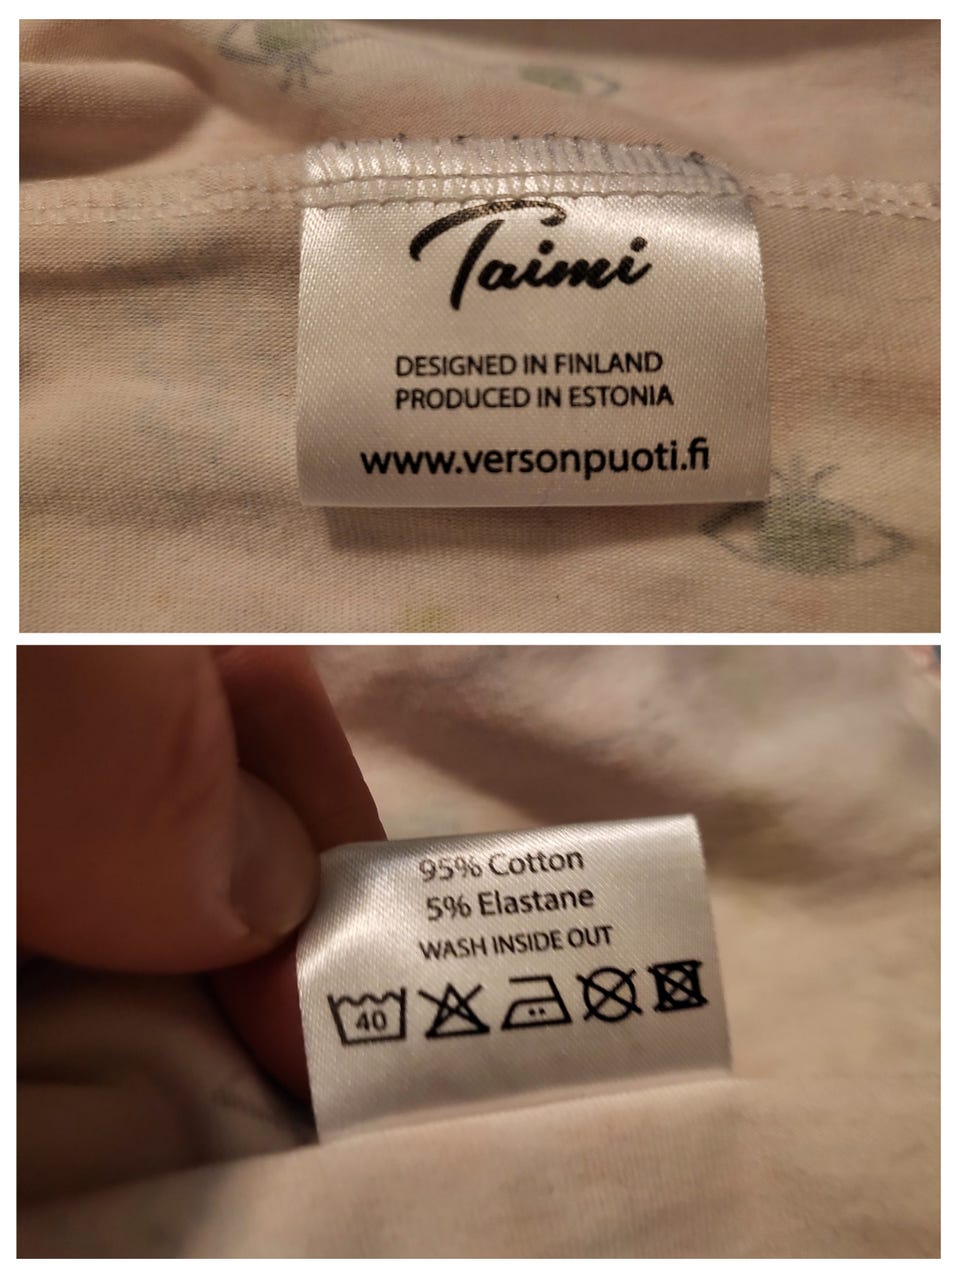 Taimi
DESIGNED IN FINLAND
PRODUCED IN ESTONIA
www.versonpuoti.fi
95% Cotton
5% Elastane
WASH INSIDE OUT
40